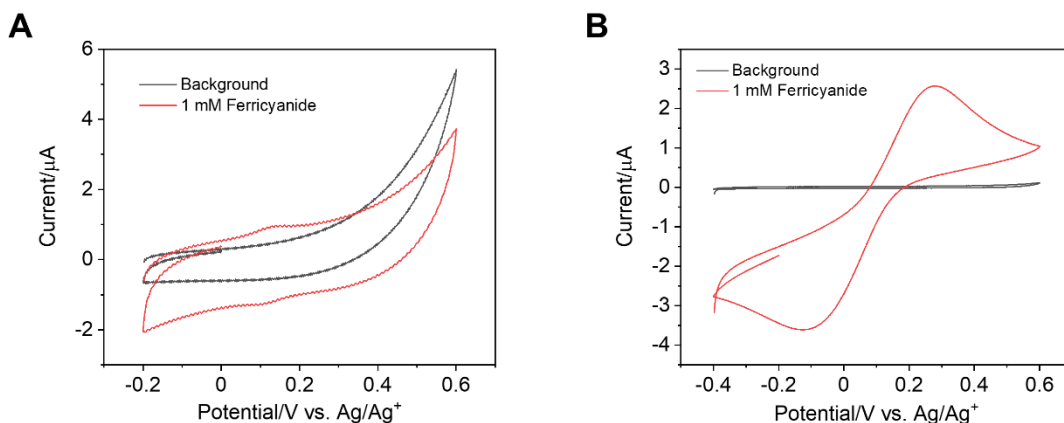 A
Background
1 mM Ferricyanide
Current/μA
6
4
2
0
-2
-0.2
0
0.2
0.4
0.6
Potential/V vs. Ag/Ag⁺
B
Background
1 mM Ferricyanide
Current/μA
3
2
1
0
-1
-2
-3
-4
-0.4
-0.2
0
0.2
0.4
0.6
Potential/V vs. Ag/Ag⁺